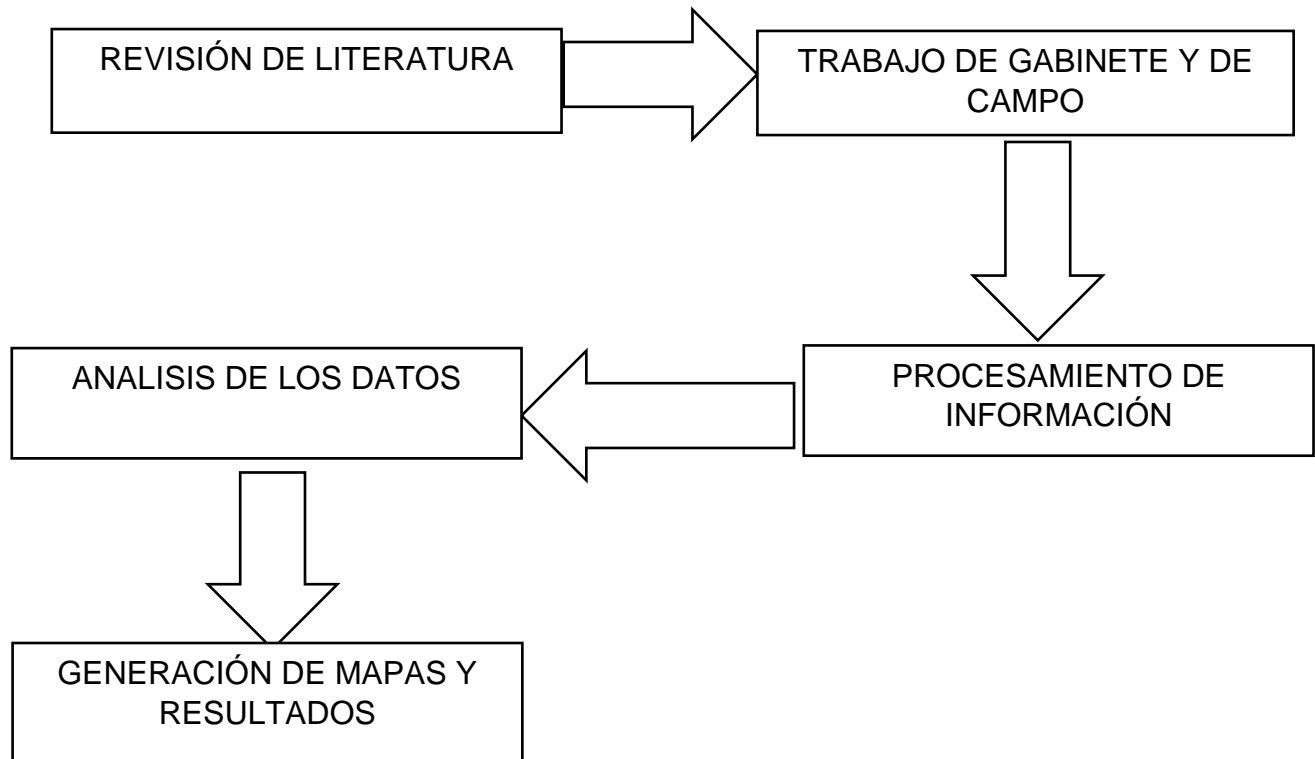 REVISIÓN DE LITERATURA
TRABAJO DE GABINETE Y DE
CAMPO
PROCESAMIENTO DE
INFORMACIÓN
ANALISIS DE LOS DATOS
GENERACIÓN DE MAPAS Y
RESULTADOS